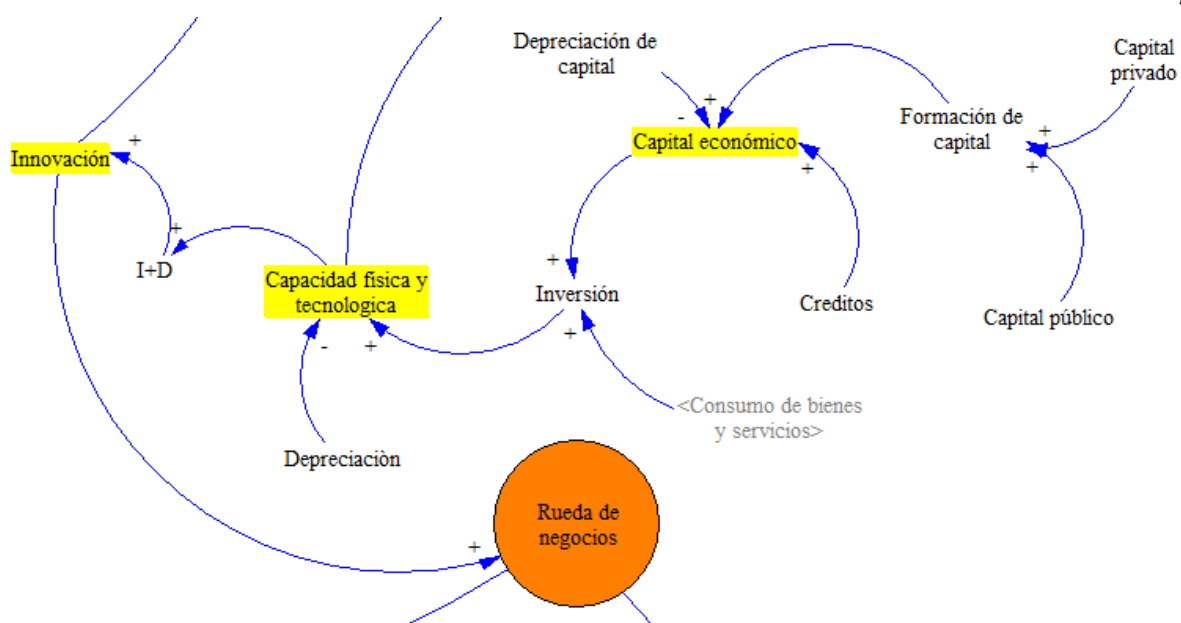 Depreciación de
capital
Capital
privado
+
-
Formación de
capital
+
+
Capital económico
+
Innovación
+
+
I+D
Capacidad física y
tecnologica
+
Inversión
+
Creditos
Capital público
-
+
<Consumo de bienes
y servicios>
Depreciaciòn
Rueda de
negocios
+